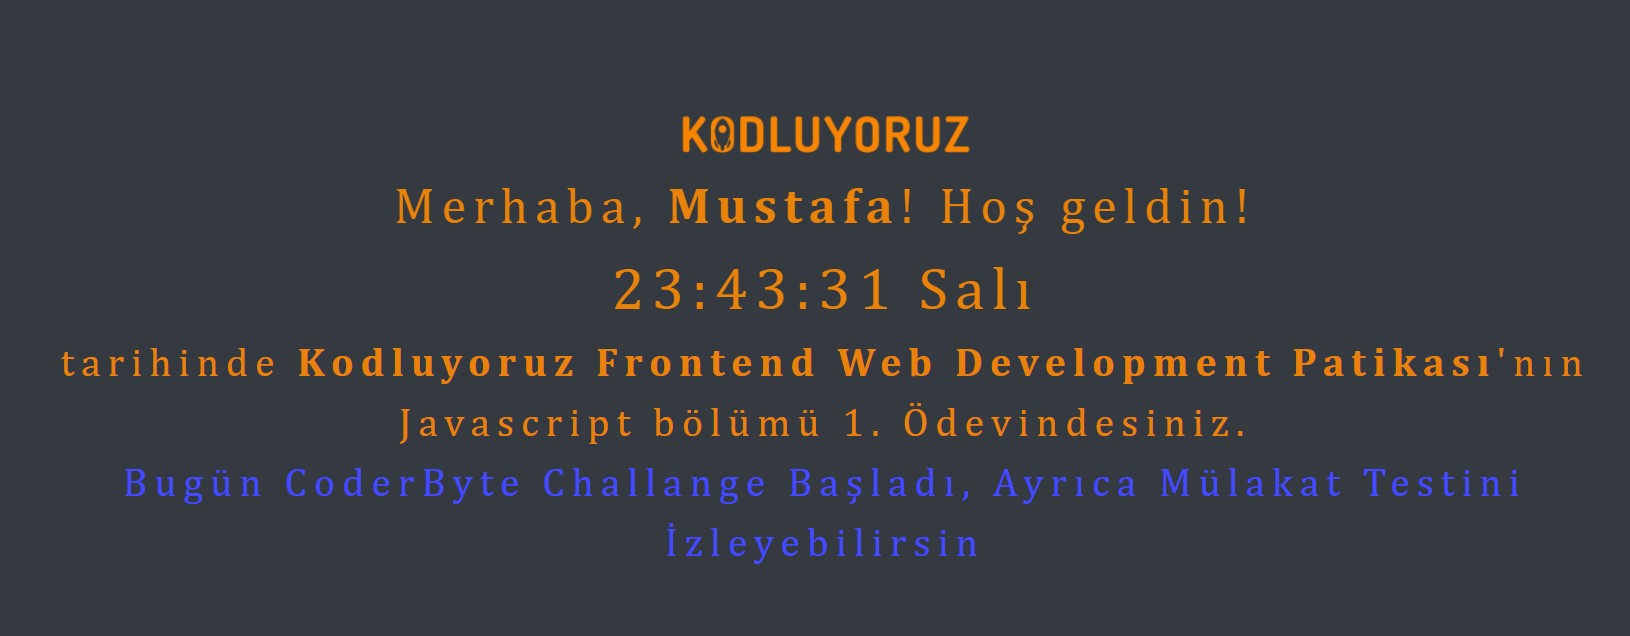 KODLUYORUZ
Merhaba, Mustafa! Hoş geldin!
23:43:31 Salı
tarihinde Kodluyoruz Frontend Web Development Patikası'nın
Javascript bölümü 1. Ödevindesiniz.
Bugün CoderByte Challange Başladı, Ayrıca Mülakat Testini
İzleyebilirsin